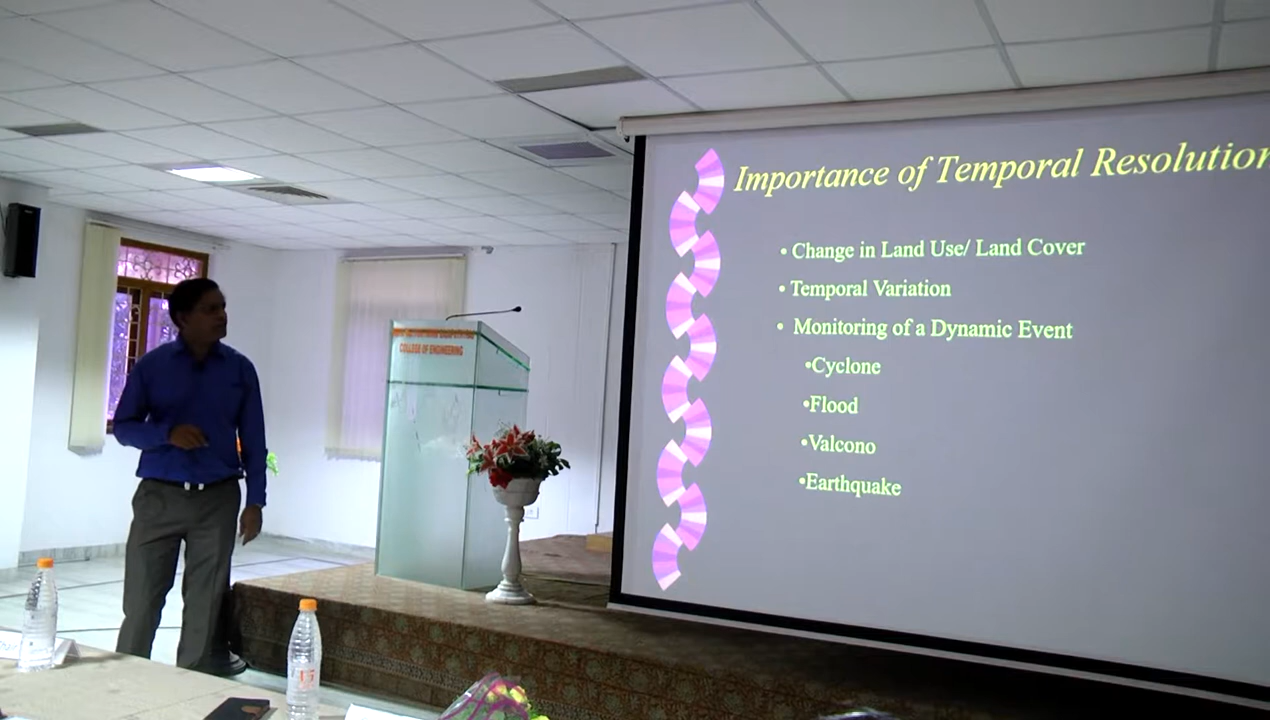 Importance of Temporal Resolution
• Change in Land Use/ Land Cover
• Temporal Variation
• Monitoring of a Dynamic Event
•Cyclone
•Flood
•Valcono
•Earthquake
COLLEGE OF ENGINEERING